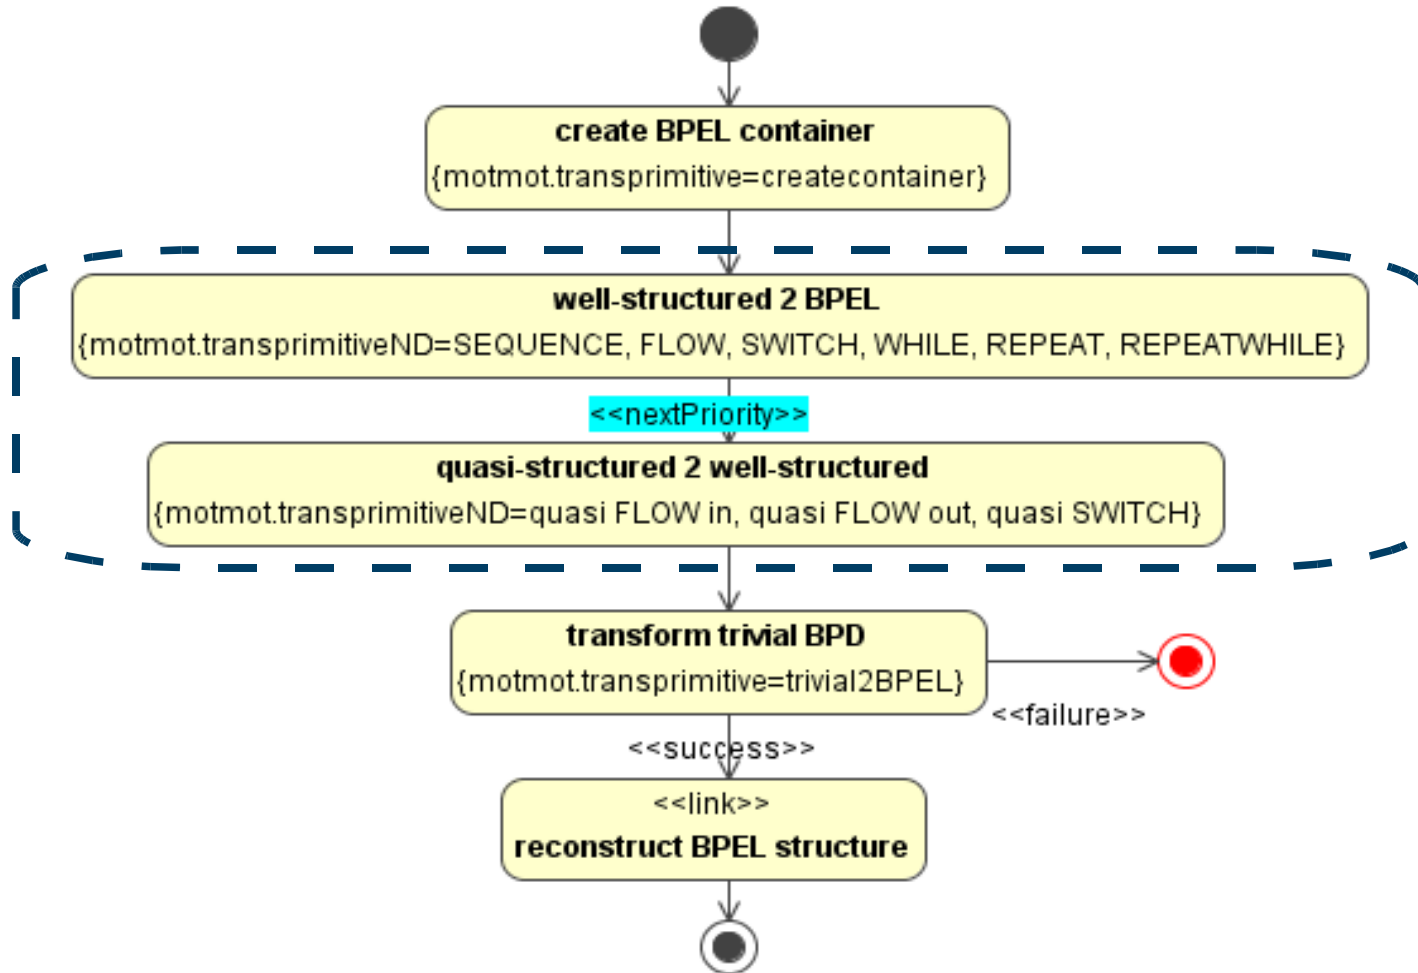 create BPEL container
{motmot.transprimitive=createcontainer}
well-structured 2 BPEL
{motmot.transprimitiveND=SEQUENCE, FLOW, SWITCH, WHILE, REPEAT, REPEATWHILE}
<<nextPriority>>
quasi-structured 2 well-structured
{motmot.transprimitiveND=quasi FLOW in, quasi FLOW out, quasi SWITCH}
transform trivial BPD
{motmot.transprimitive=trivial2BPEL}
<<failure>>
<<success>>
<<link>>
reconstruct BPEL structure